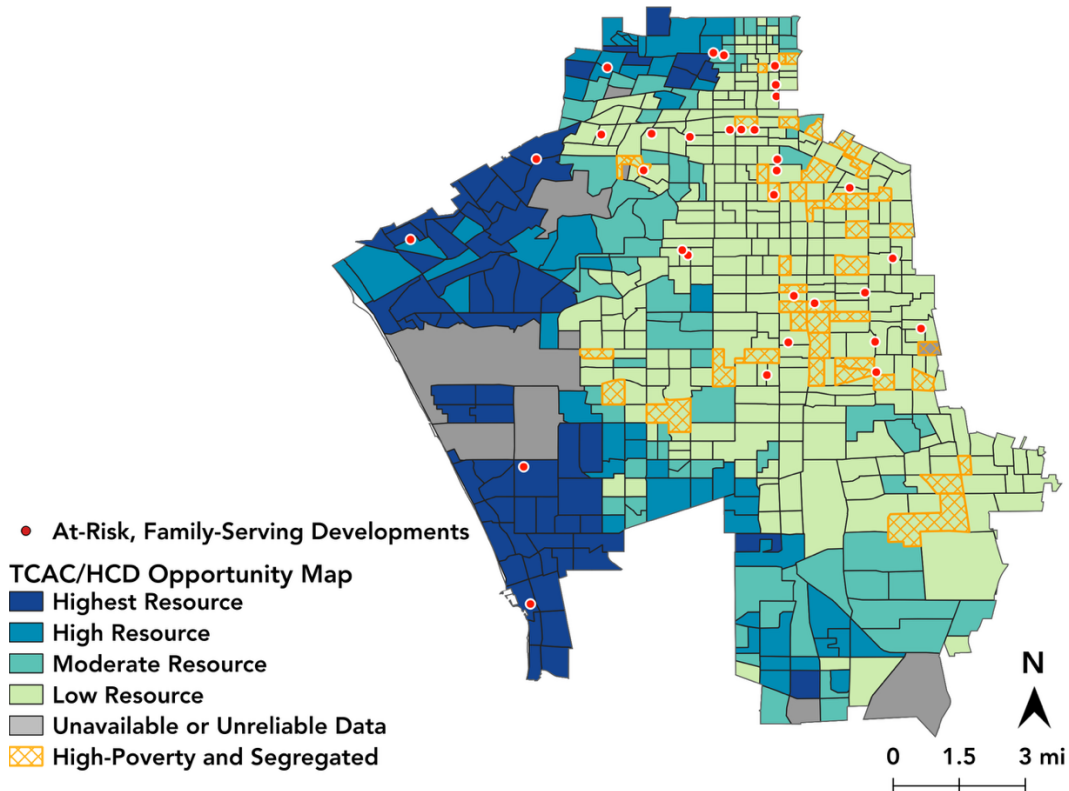 At-Risk, Family-Serving Developments
TCAC/HCD Opportunity Map
Highest Resource
High Resource
Moderate Resource
Low Resource
Unavailable or Unreliable Data
High-Poverty and Segregated
N
0 1.5 3 mi